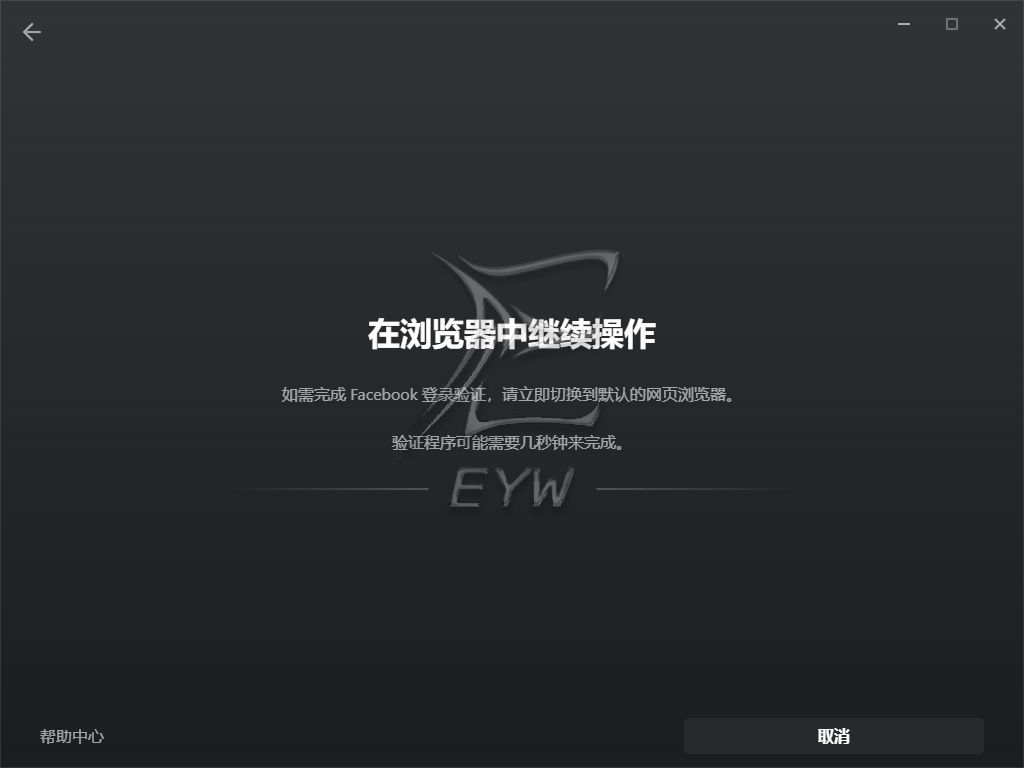 在浏览器中继续操作
如需完成 Facebook 登录验证，请立即切换到默认的网页浏览器。
验证程序可能需要几秒钟来完成。
EYW
帮助中心
取消